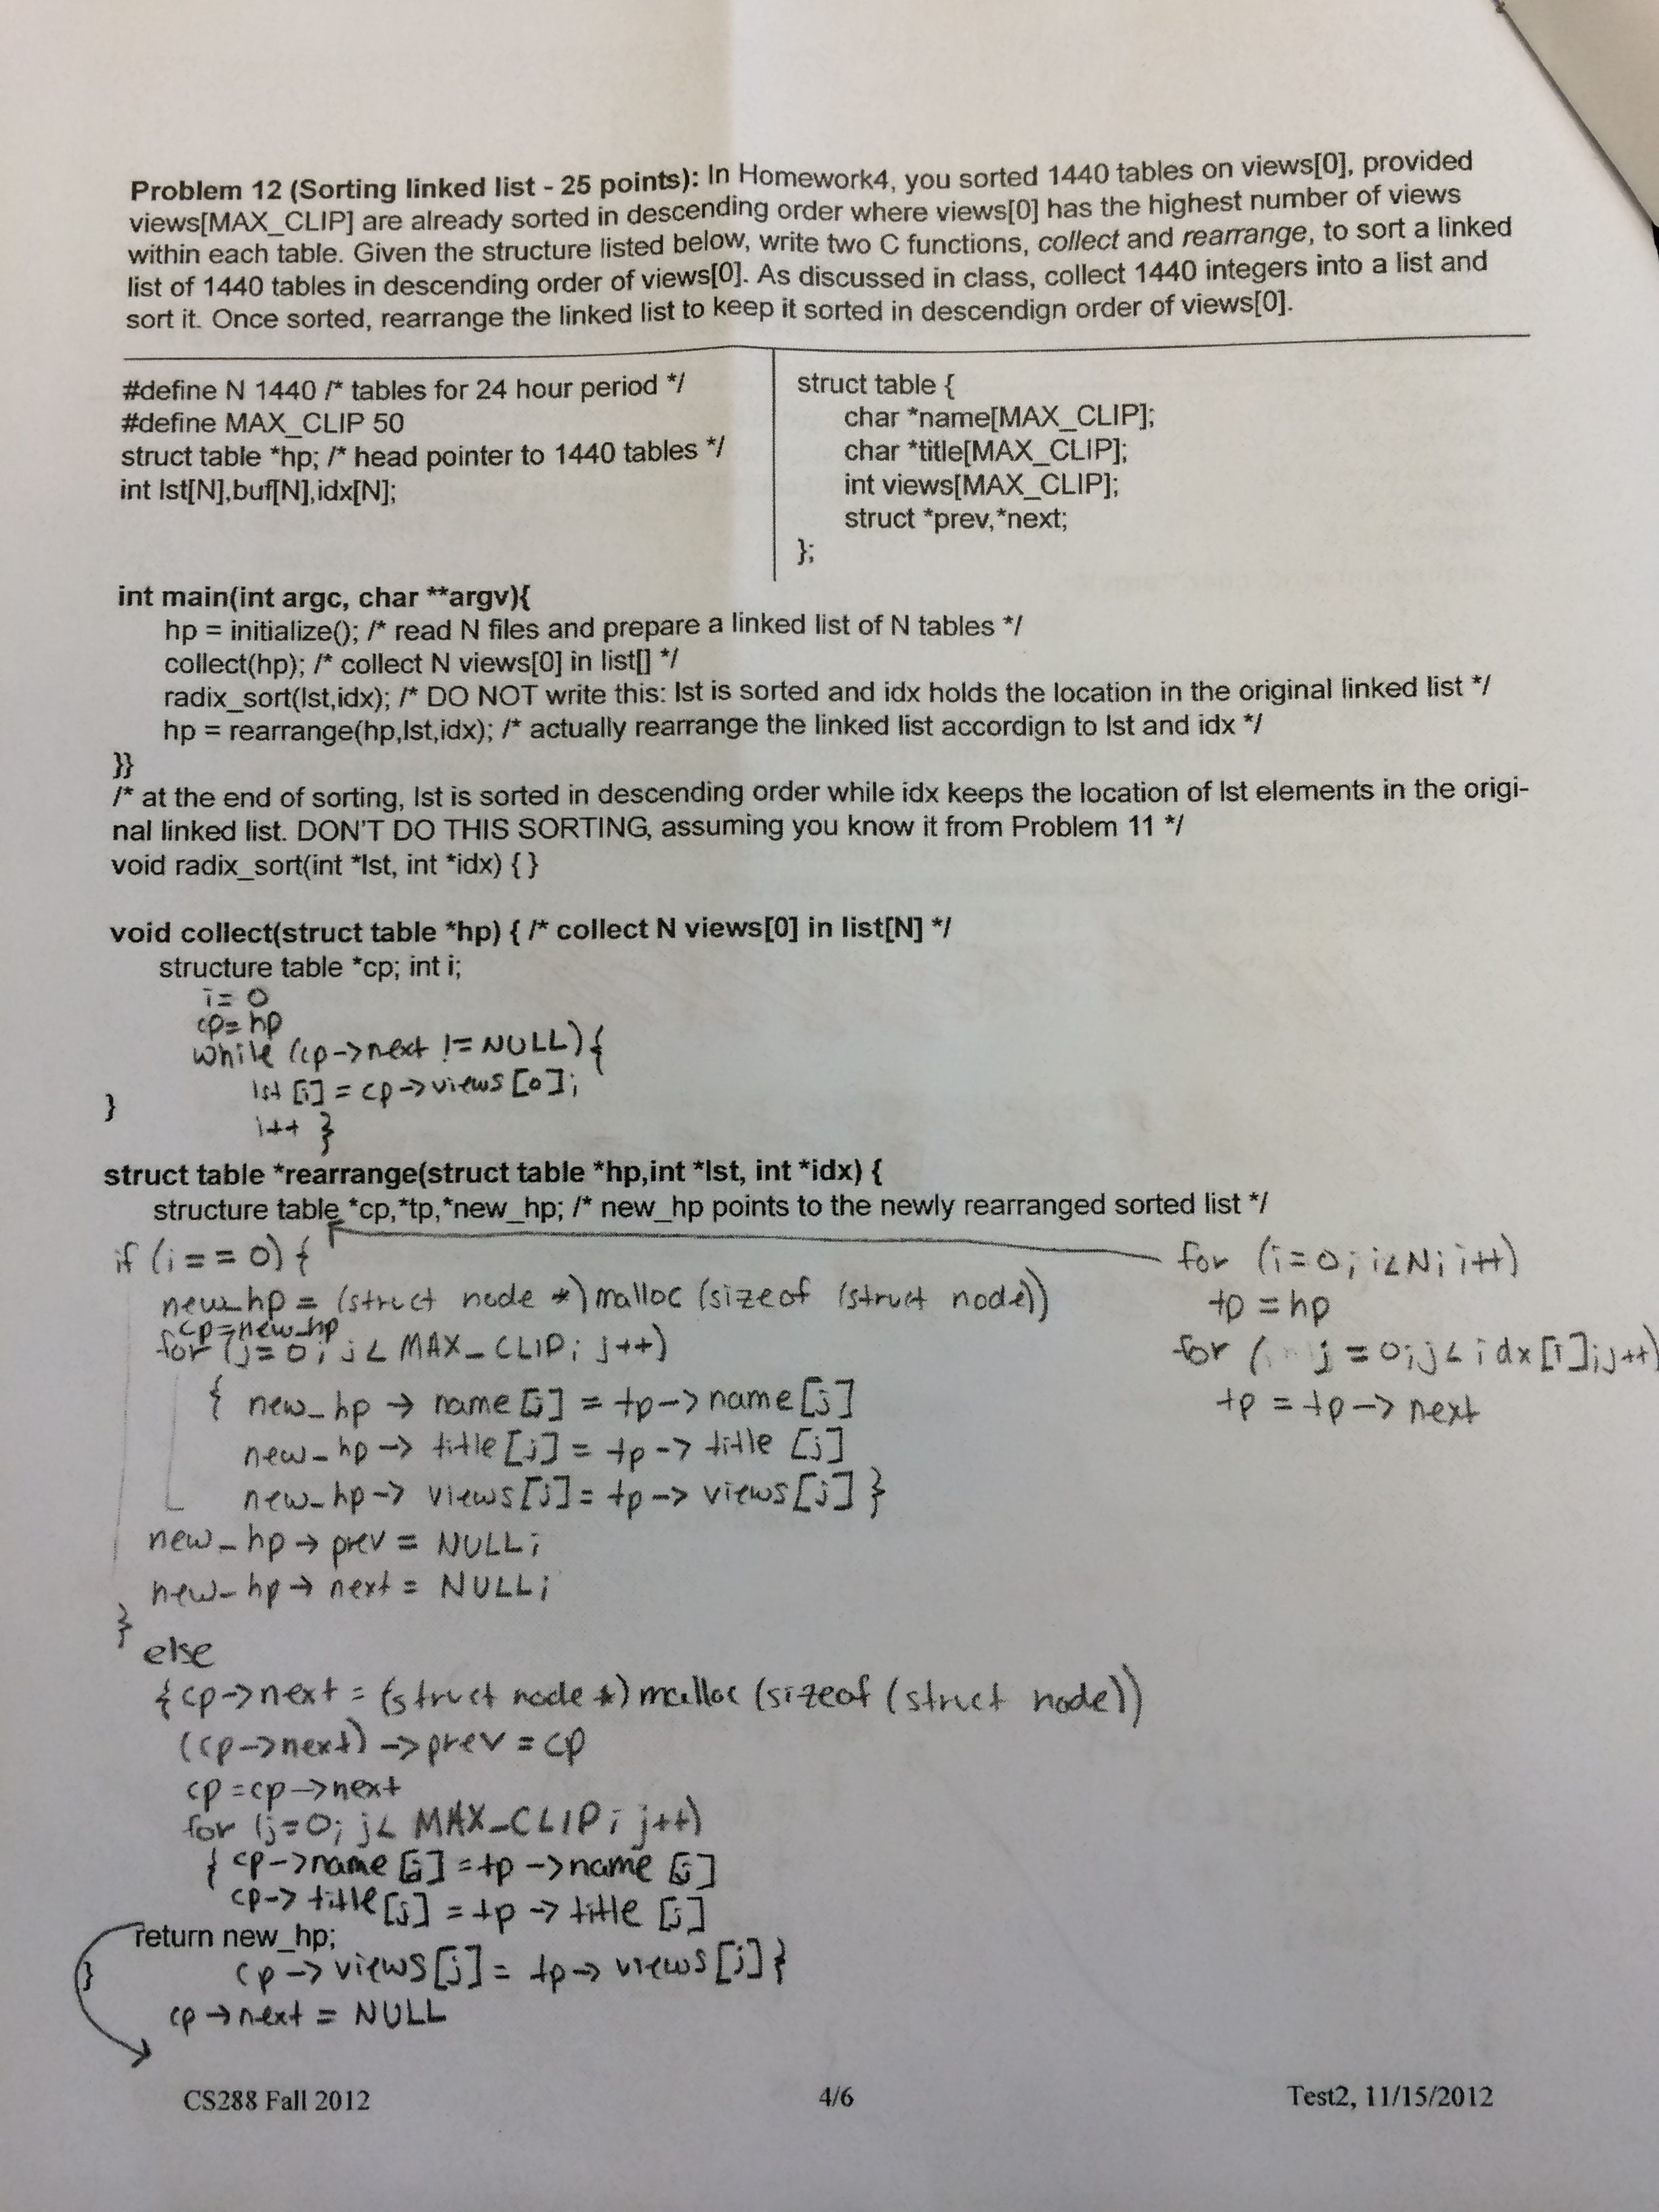 Problem 12 (Sorting linked list - 25 points): In Homework4, you sorted 1440 tables on views[0], provided
views[MAX_CLIP] are already sorted in descending order where views[0] has the highest number of views
within each table. Given the structure listed below, write two C functions, collect and rearrange, to sort a linked
list of 1440 tables in descending order of views[0]. As discussed in class, collect 1440 integers into a list and
sort it. Once sorted, rearrange the linked list to keep it sorted in descendign order of views[0].
#define N 1440 /* tables for 24 hour period */
#define MAX_CLIP 50
struct table *hp; /* head pointer to 1440 tables */
int lst[N],buf[N],idx[N];
struct table {
char *name[MAX_CLIP];
char *title[MAX_CLIP];
int views[MAX_CLIP];
struct *prev,*next;
};
int main(int argc, char **argv){
hp = initialize(); /* read N files and prepare a linked list of N tables */
collect(hp); /* collect N views[0] in list[] */
radix_sort(lst,idx); /* DO NOT write this: lst is sorted and idx holds the location in the original linked list */
hp = rearrange(hp,lst,idx); /* actually rearrange the linked list accordign to lst and idx */
}}
/* at the end of sorting, lst is sorted in descending order while idx keeps the location of lst elements in the origi-
nal linked list. DON'T DO THIS SORTING, assuming you know it from Problem 11 */
void radix_sort(int *lst, int *idx) { }
void collect(struct table *hp) { /* collect N views[0] in list[N] */
structure table *cp; int i;
i= 0
cp= hp
while (cp->next != NULL) {
lst [i] = cp->views [0];
}
i++ }
struct table *rearrange(struct table *hp,int *lst, int *idx) {
structure table *cp,*tp,*new_hp; /* new_hp points to the newly rearranged sorted list */
for (i=0; i<N; i++)
tp = hp
for ( j = 0; j< idx [i]; j++)
tp = tp -> next
if (i == 0) {
new_hp = (struct node *) malloc (sizeof (struct node))
cp=new_hp
for (j= 0; j< MAX_CLIP; j++)
{ new_hp -> name [j] = tp -> name [j]
new_hp -> title [j] = tp -> title [j]
new_hp -> views [j] = tp -> views [j] }
new_hp -> prev = NULL;
new_hp -> next = NULL;
}
else
{ cp->next = (struct node *) malloc (sizeof (struct node))
(cp->next) -> prev = cp
cp = cp->next
for (j=0; j< MAX_CLIP; j++)
{ cp->name [j] = tp ->name [j]
cp-> title [j] = tp -> title [j]
return new_hp;
}
cp -> views [j] = tp -> views [j] }
cp -> next = NULL
CS288 Fall 2012
4/6
Test2, 11/15/2012